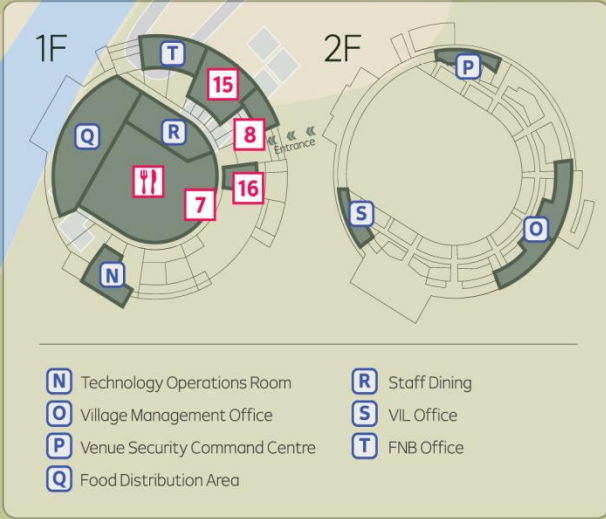 1F
2F
T
15
P
Q
R
8
Entrance
16
7
S
O
N
N Technology Operations Room
O Village Management Office
P Venue Security Command Centre
Q Food Distribution Area
R Staff Dining
S VIL Office
T FNB Office